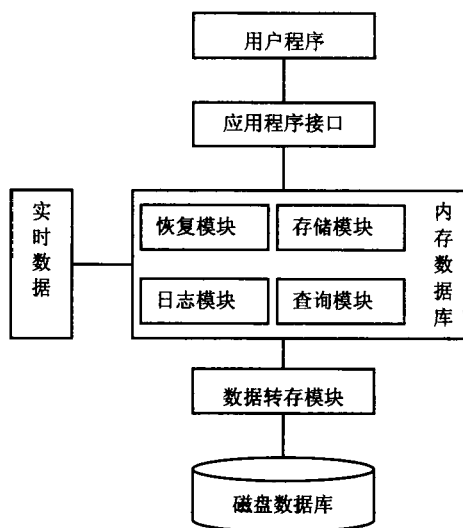 用户程序
应用程序接口
实时数据
恢复模块
存储模块
日志模块
查询模块
内存数据库
数据转存模块
磁盘数据库